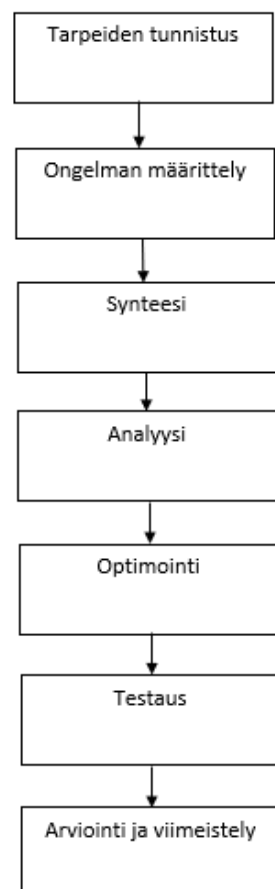 Tarpeiden tunnistus
Ongelman määrittely
Synteesi
Analyysi
Optimointi
Testaus
Arviointi ja viimeistely